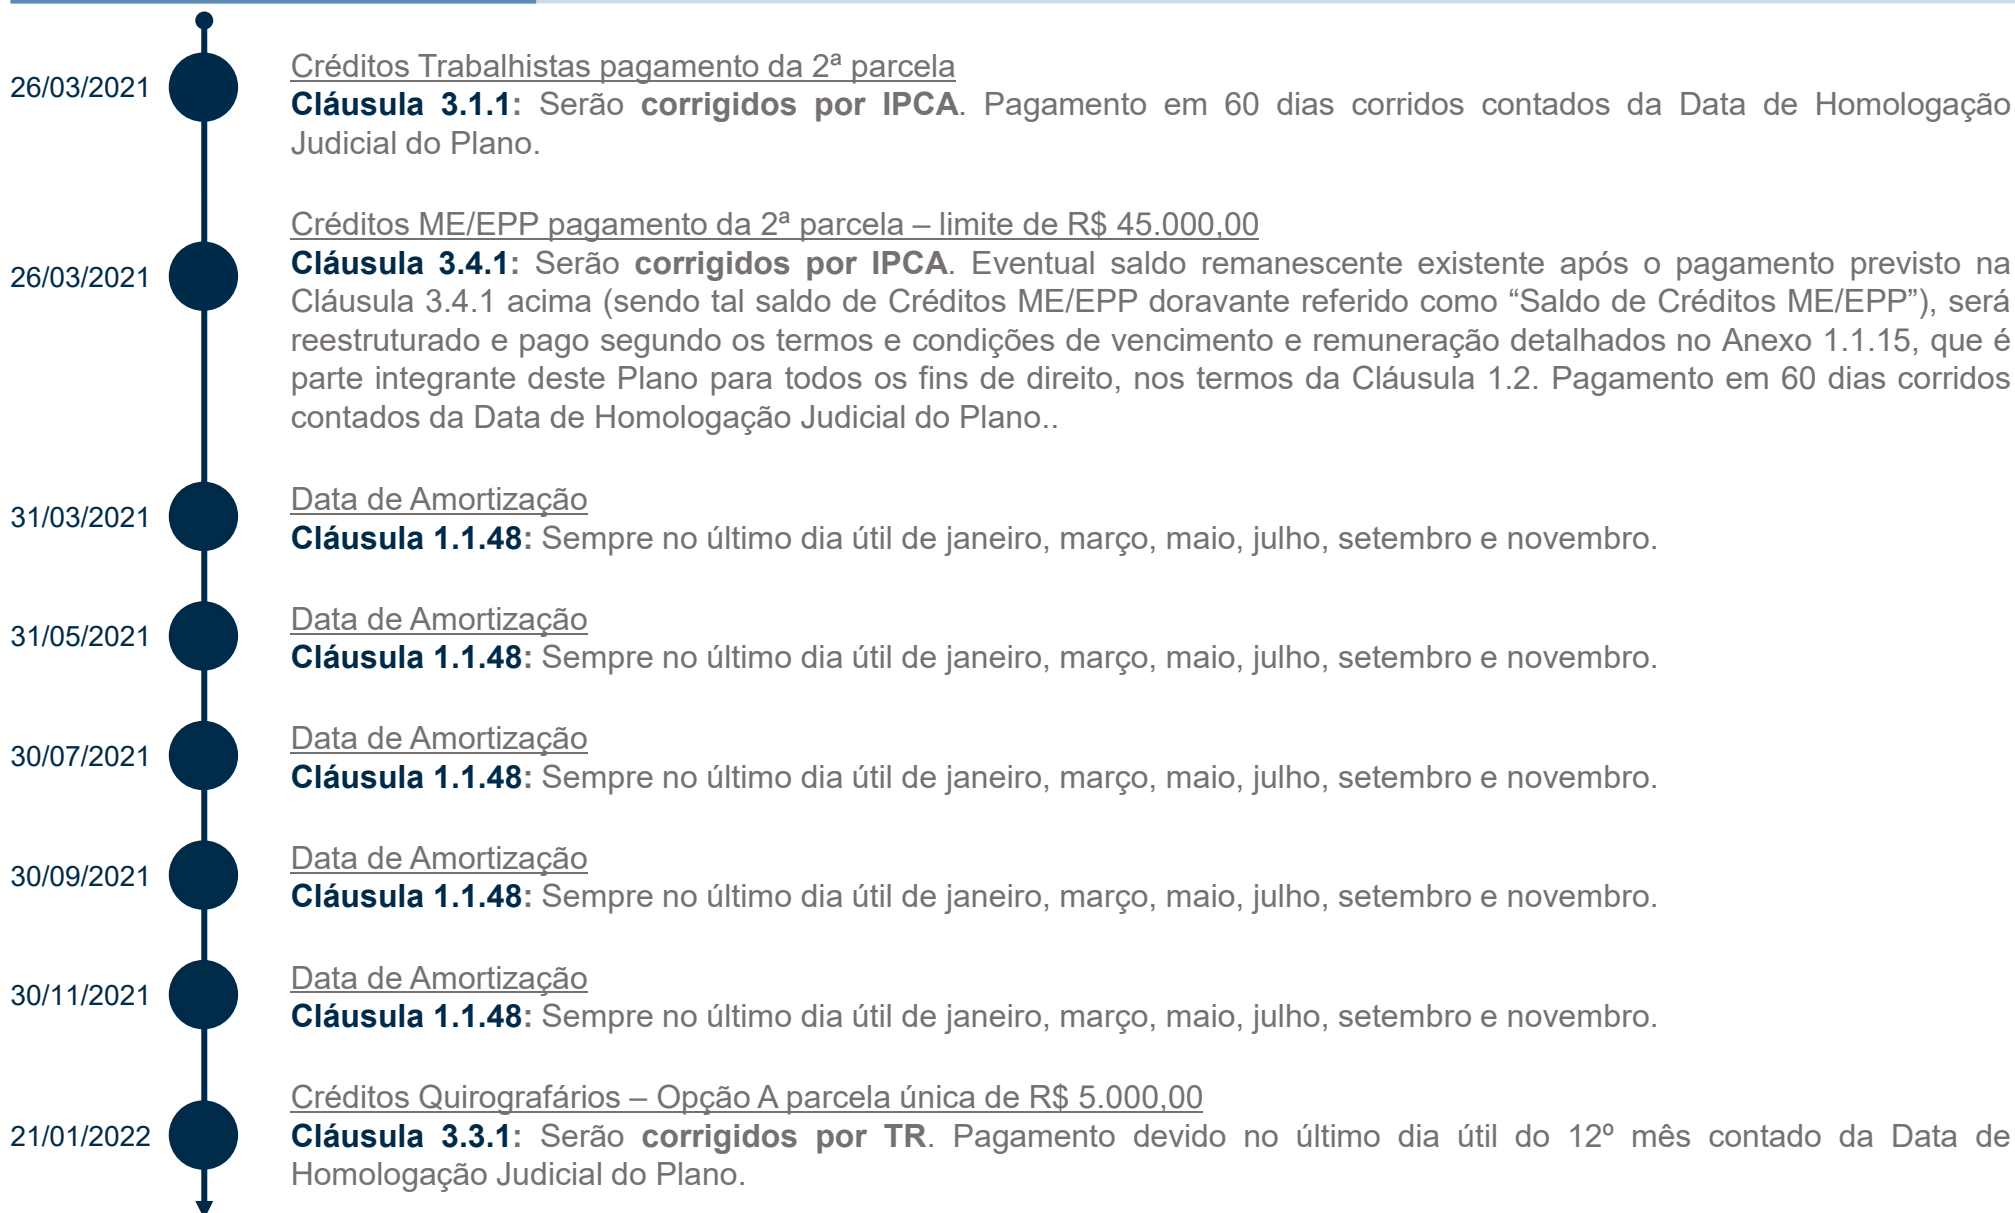 26/03/2021
Créditos Trabalhistas pagamento da 2ª parcela
Cláusula 3.1.1: Serão corrigidos por IPCA. Pagamento em 60 dias corridos contados da Data de Homologação
Judicial do Plano.
26/03/2021
Créditos ME/EPP pagamento da 2ª parcela – limite de R$ 45.000,00
Cláusula 3.4.1: Serão corrigidos por IPCA. Eventual saldo remanescente existente após o pagamento previsto na
Cláusula 3.4.1 acima (sendo tal saldo de Créditos ME/EPP doravante referido como “Saldo de Créditos ME/EPP”), será
reestruturado e pago segundo os termos e condições de vencimento e remuneração detalhados no Anexo 1.1.15, que é
parte integrante deste Plano para todos os fins de direito, nos termos da Cláusula 1.2. Pagamento em 60 dias corridos
contados da Data de Homologação Judicial do Plano..
31/03/2021
Data de Amortização
Cláusula 1.1.48: Sempre no último dia útil de janeiro, março, maio, julho, setembro e novembro.
31/05/2021
Data de Amortização
Cláusula 1.1.48: Sempre no último dia útil de janeiro, março, maio, julho, setembro e novembro.
30/07/2021
Data de Amortização
Cláusula 1.1.48: Sempre no último dia útil de janeiro, março, maio, julho, setembro e novembro.
30/09/2021
Data de Amortização
Cláusula 1.1.48: Sempre no último dia útil de janeiro, março, maio, julho, setembro e novembro.
30/11/2021
Data de Amortização
Cláusula 1.1.48: Sempre no último dia útil de janeiro, março, maio, julho, setembro e novembro.
21/01/2022
Créditos Quirografários – Opção A parcela única de R$ 5.000,00
Cláusula 3.3.1: Serão corrigidos por TR. Pagamento devido no último dia útil do 12º mês contado da Data de
Homologação Judicial do Plano.